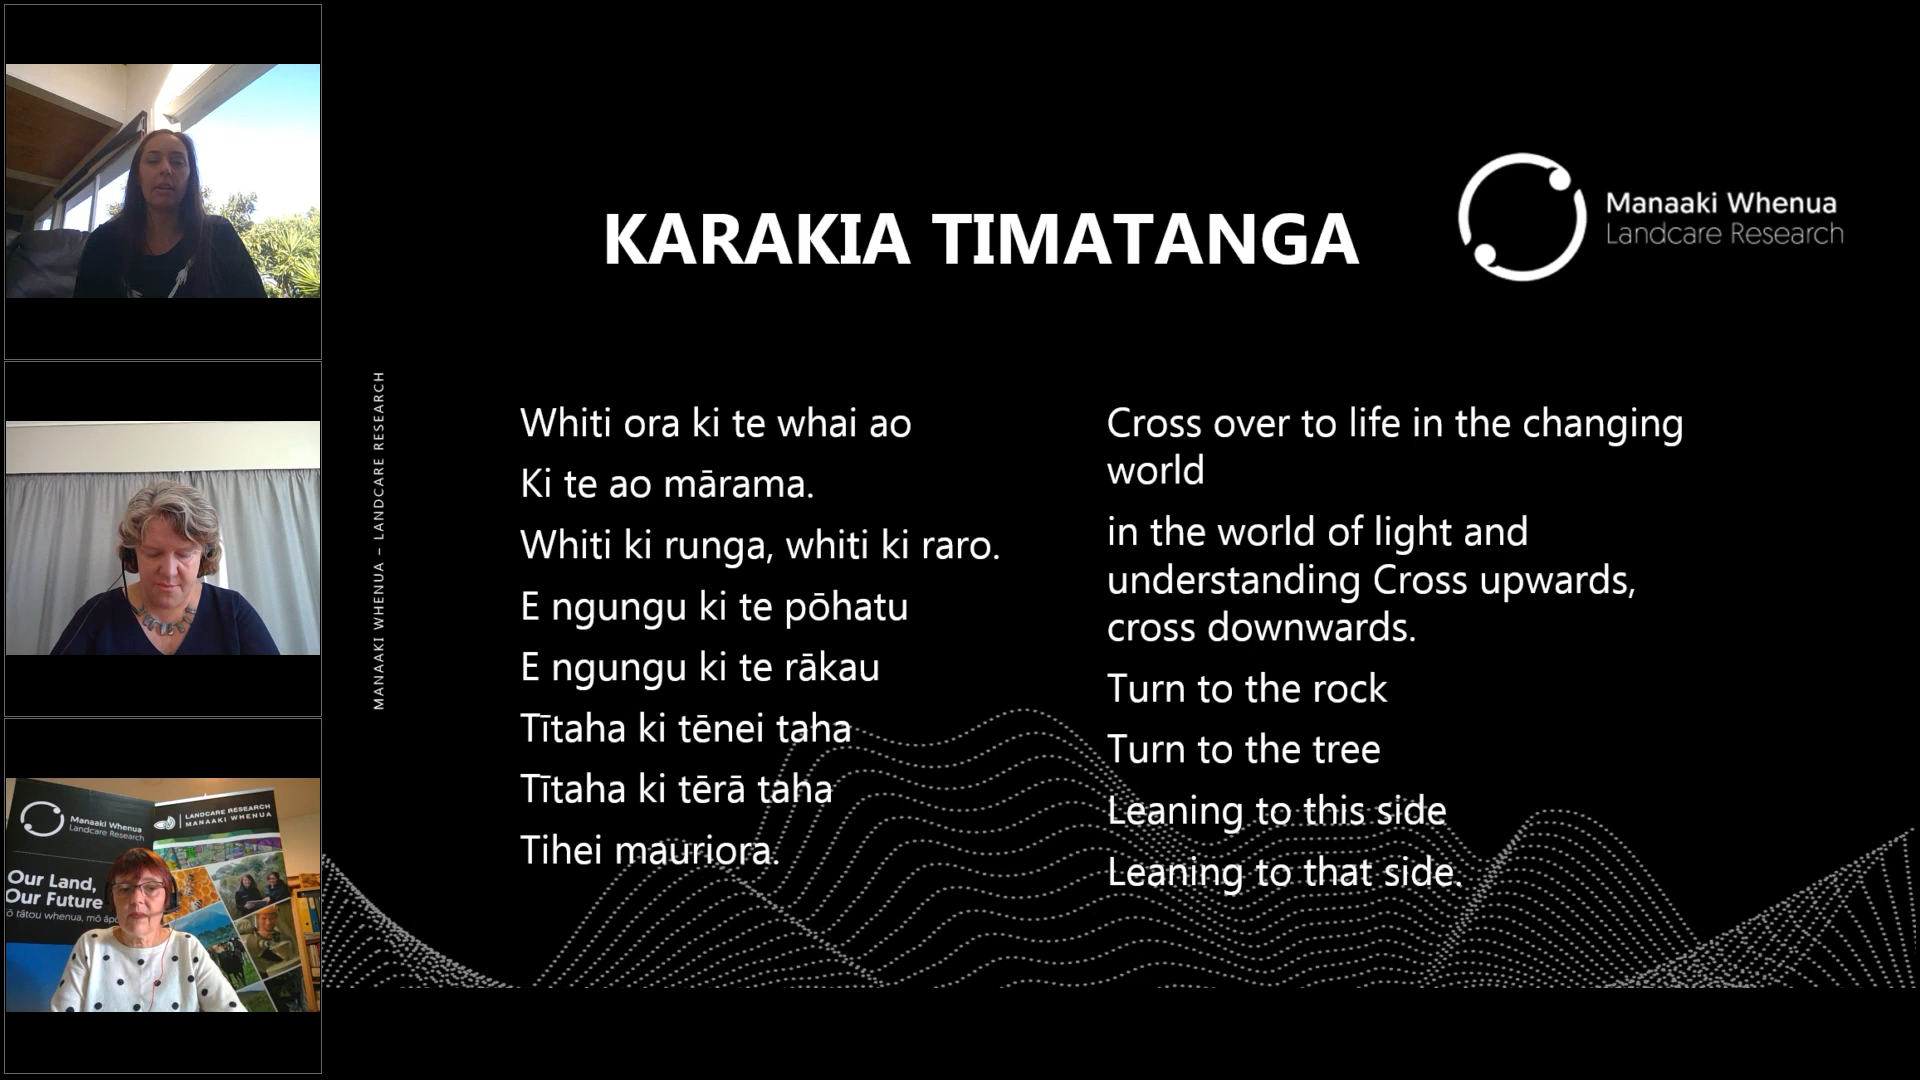 KARAKIA TIMATANGA
Manaaki Whenua
Landcare Research
MANAAKI WHENUA – LANDCARE RESEARCH
Whiti ora ki te whai ao
Ki te ao mārama.
Whiti ki runga, whiti ki raro.
E ngungu ki te pōhatu
E ngungu ki te rākau
Tītaha ki tēnei taha
Tītaha ki tērā taha
Tihei mauriora.
Cross over to life in the changing
world
in the world of light and
understanding Cross upwards,
cross downwards.
Turn to the rock
Turn to the tree
Leaning to this side
Leaning to that side.
Manaaki Whenua
Landcare Research
LANDCARE RESEARCH
MANAAKI WHENUA
Our Land,
Our Future
tātou whenua, mō